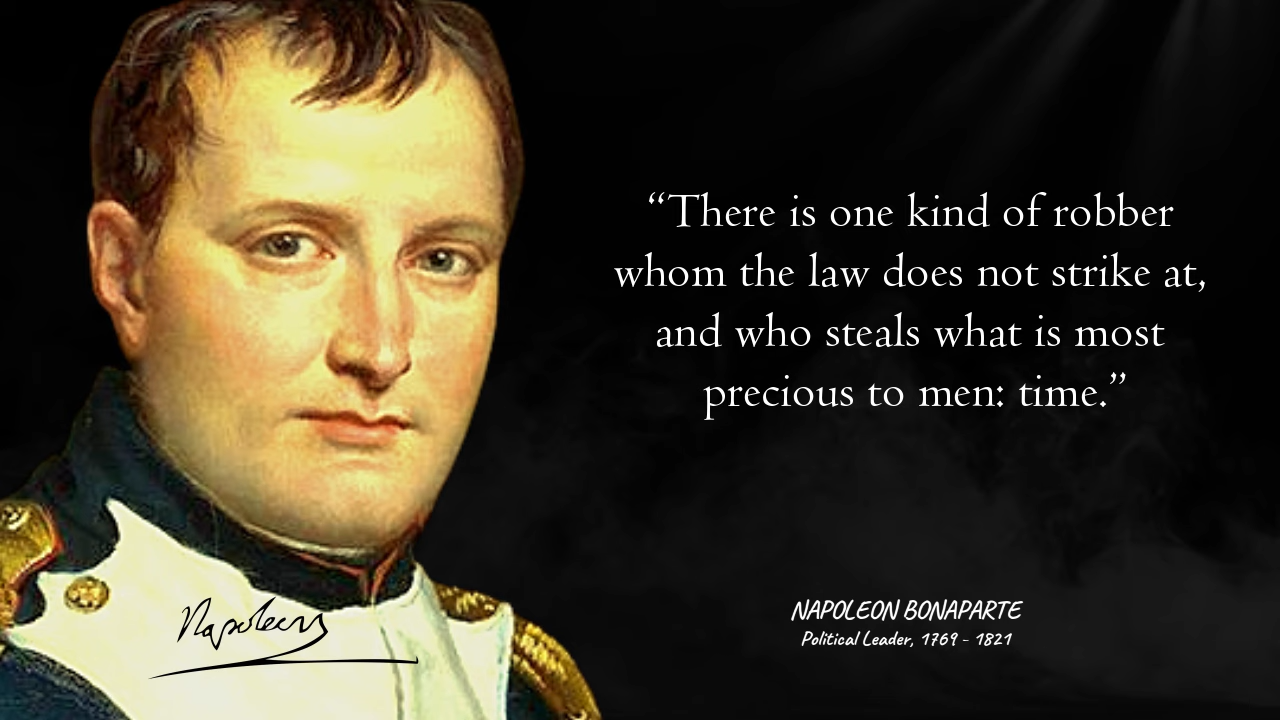 “There is one kind of robber
whom the law does not strike at,
and who steals what is most
precious to men: time.”
Napoleon
NAPOLEON BONAPARTE
Political Leader, 1769 - 1821